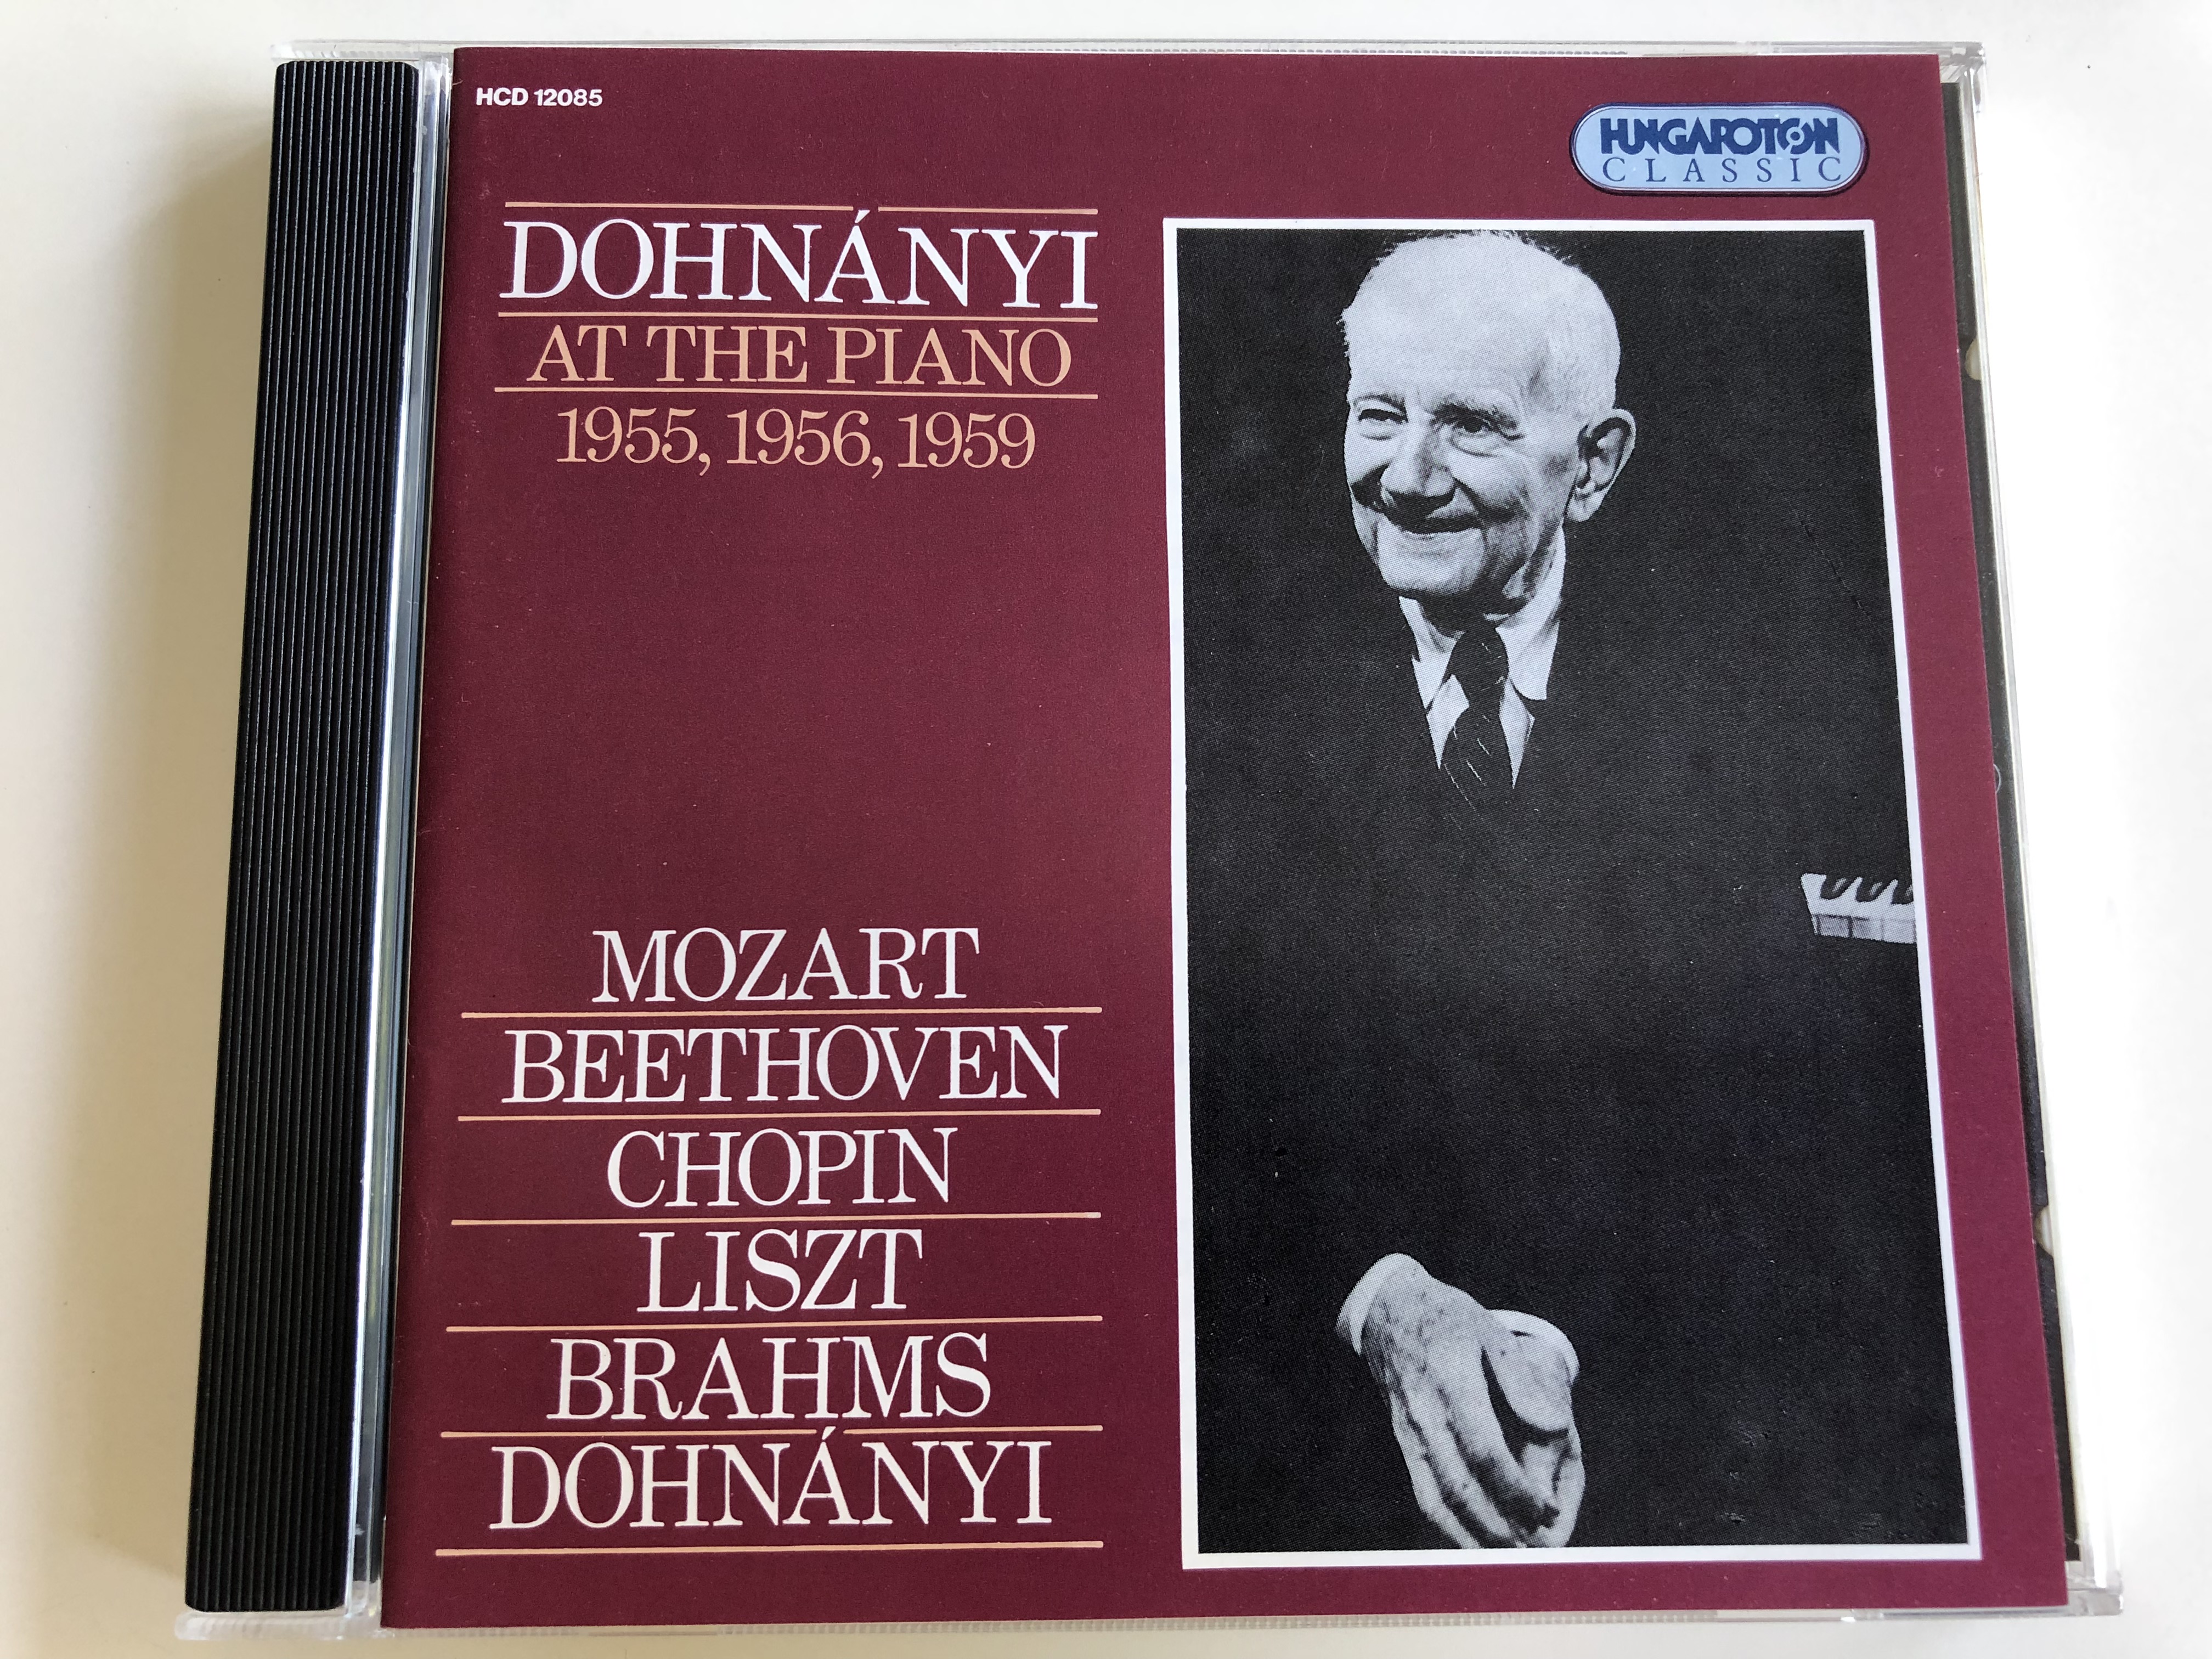 HCD 12085
HUNGAROTON
CLASSIC
DOHNÁNYI
AT THE PIANO
1955, 1956, 1959
MOZART
BEETHOVEN
CHOPIN
LISZT
BRAHMS
DOHNÁNYI